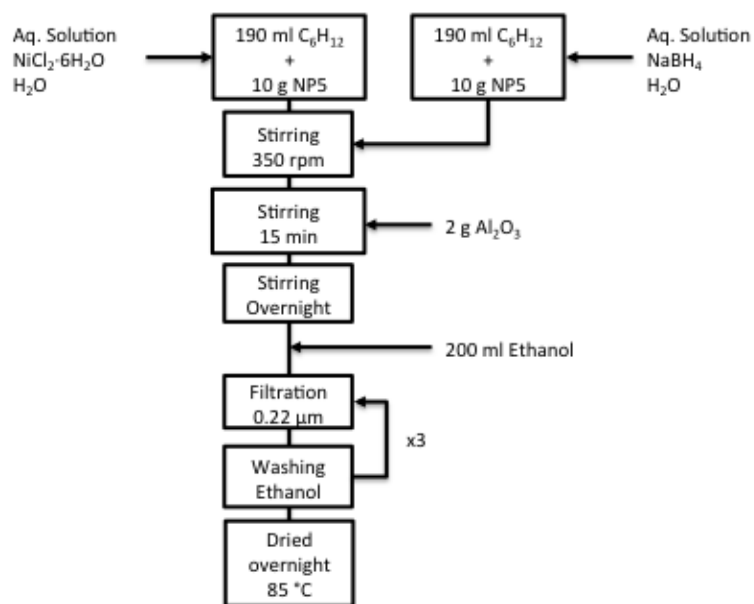 Aq. Solution
NiCl₂·6H₂O
H₂O
190 ml C₆H₁₂
+
10 g NP5
190 ml C₆H₁₂
+
10 g NP5
Aq. Solution
NaBH₄
H₂O
Stirring
350 rpm
Stirring
15 min
2 g Al₂O₃
Stirring
Overnight
200 ml Ethanol
Filtration
0.22 µm
x3
Washing
Ethanol
Dried
overnight
85 °C